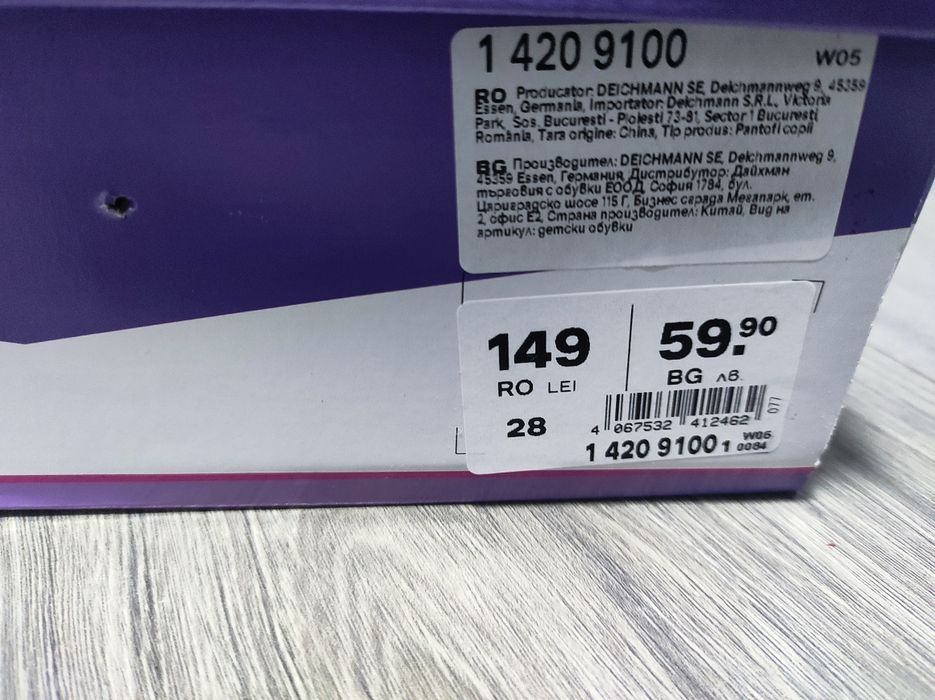 1 420 9100 W05
RO Producator: DEICHMANN SE, Deichmannweg 9, 45359
Essen, Germania, Importator: Deichmann S.R.L., Victoria
Park, Sos. Bucuresti - Ploiesti 73-81, Sector 1 Bucuresti
România, Tara origine: China, Tip produs: Pantofi copii
BG Производител: DEICHMANN SE, Deichmannweg 9,
45359 Essen, Германия, Дистрибутор: Дайхман
търговия с обувки ЕООД, София 1784, бул.
Цариградско шосе 115 Г, Бизнес сграда Мегапарк, ет.
2, офис Е2, Страна производител: Китай, Вид на
артикул: детски обувки
149
RO LEI
59.90
BG лв.
28
077
4 067532 412462
W05
1 420 9100 1 0084